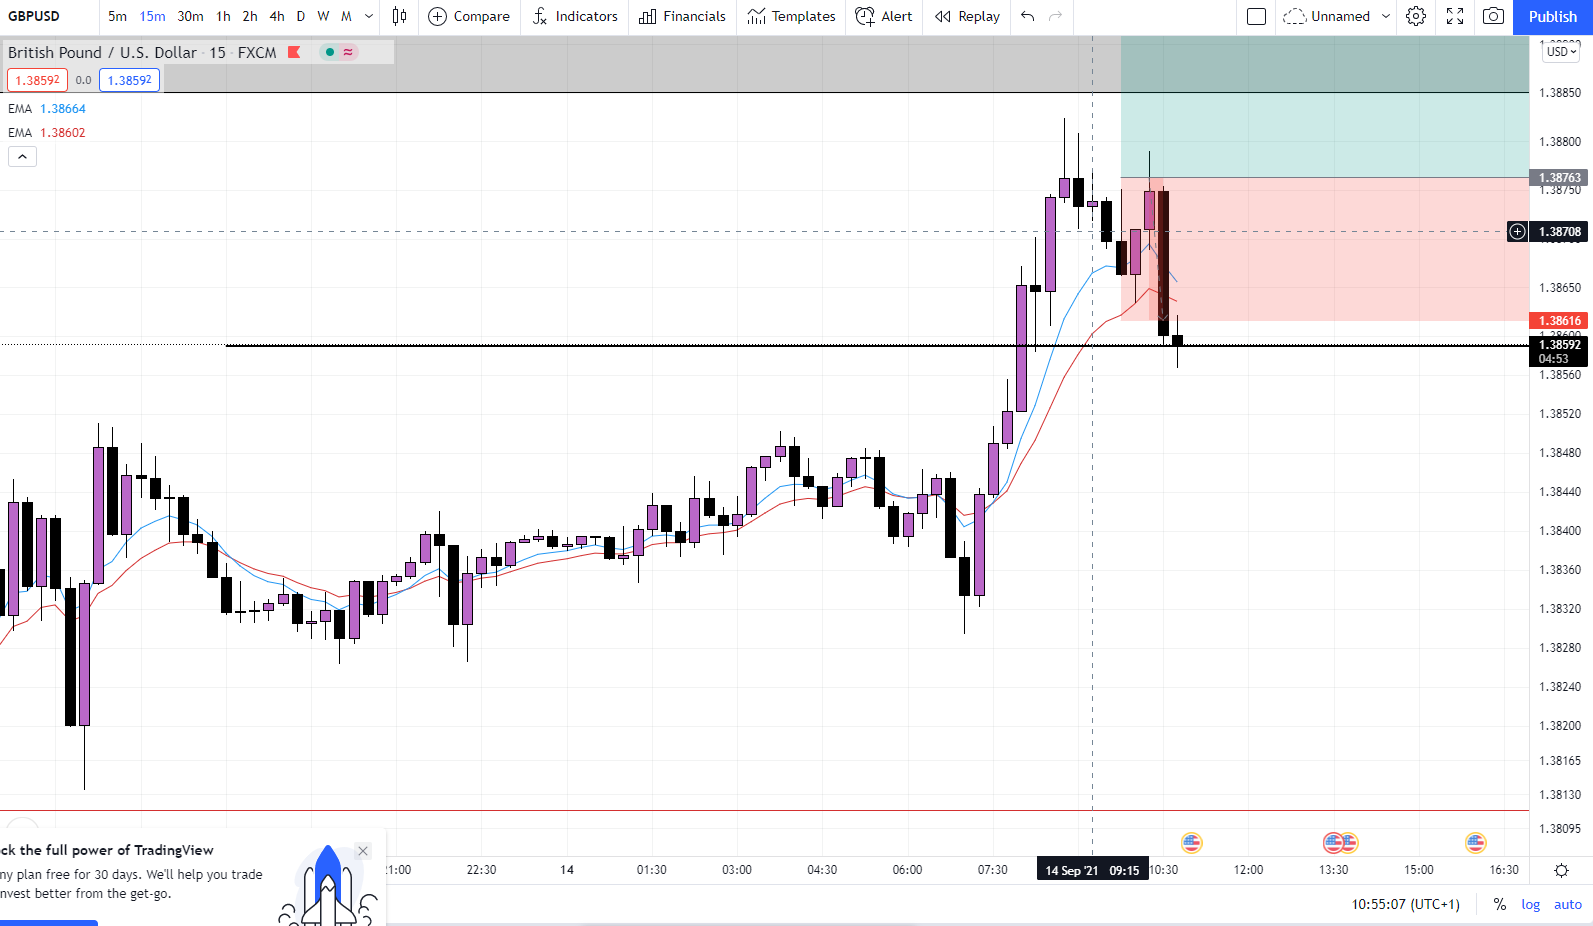 GBPUSD 5m 15m 30m 1h 2h 4h D W M Compare Indicators Financials Templates Alert Replay Unnamed Publish
British Pound / U.S. Dollar · 15 · FXCM
USD
1.38592 0.0 1.38592
1.38850
EMA 1.38664
EMA 1.38602
1.38800
1.38763
1.38750
1.38708
1.38650
1.38616
1.38600
1.38592
04:53
1.38560
1.38520
1.38480
1.38440
1.38400
1.38360
1.38320
1.38280
1.38240
1.38200
1.38165
1.38130
1.38095
ck the full power of TradingView
ny plan free for 30 days. We'll help you trade
nvest better from the get-go.
21:00 22:30 14 01:30 03:00 04:30 06:00 07:30 14 Sep '21 09:15 10:30 12:00 13:30 15:00 16:30
10:55:07 (UTC+1) % log auto